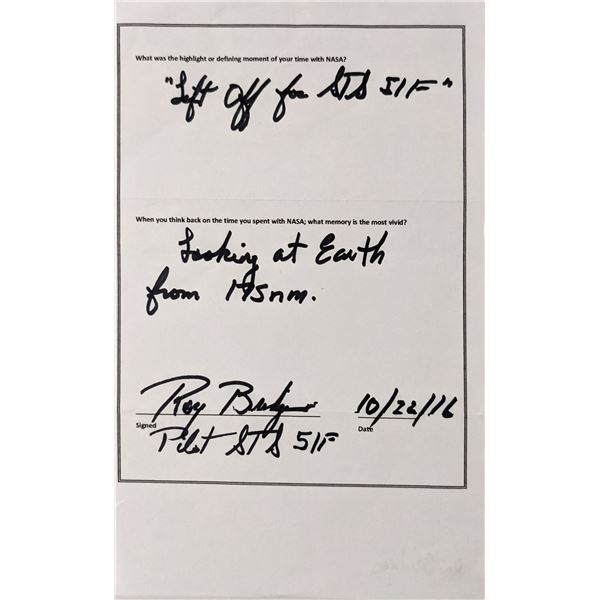 What was the highlight or defining moment of your time with NASA?
"Lift Off for STS 51F"
When you think back on the time you spent with NASA; what memory is the most vivid?
Looking at Earth
from 175nm.
Roy Bridges 10/22/16
Signed Date
Pilot STS 51F